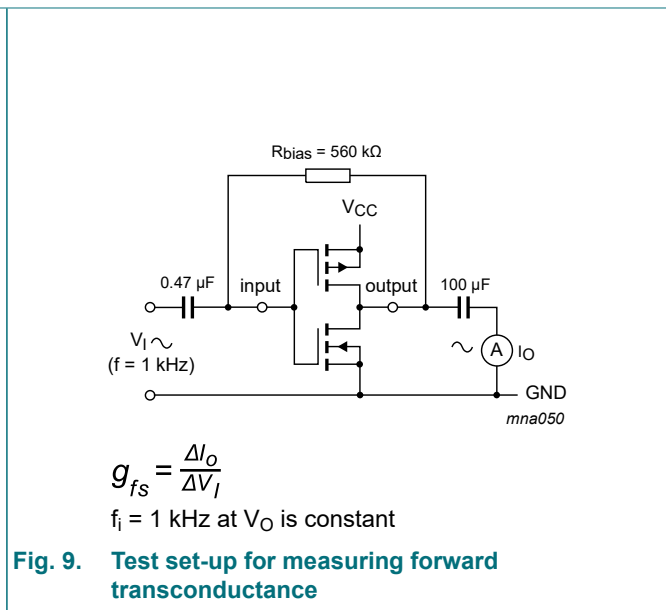 Rbias = 560 kΩ
VCC
0.47 μF
input
output
100 μF
VI
(f = 1 kHz)
A
IO
GND
mna050
gfs = ΔIo / ΔVI
fi = 1 kHz at VO is constant
Fig. 9. Test set-up for measuring forward
transconductance